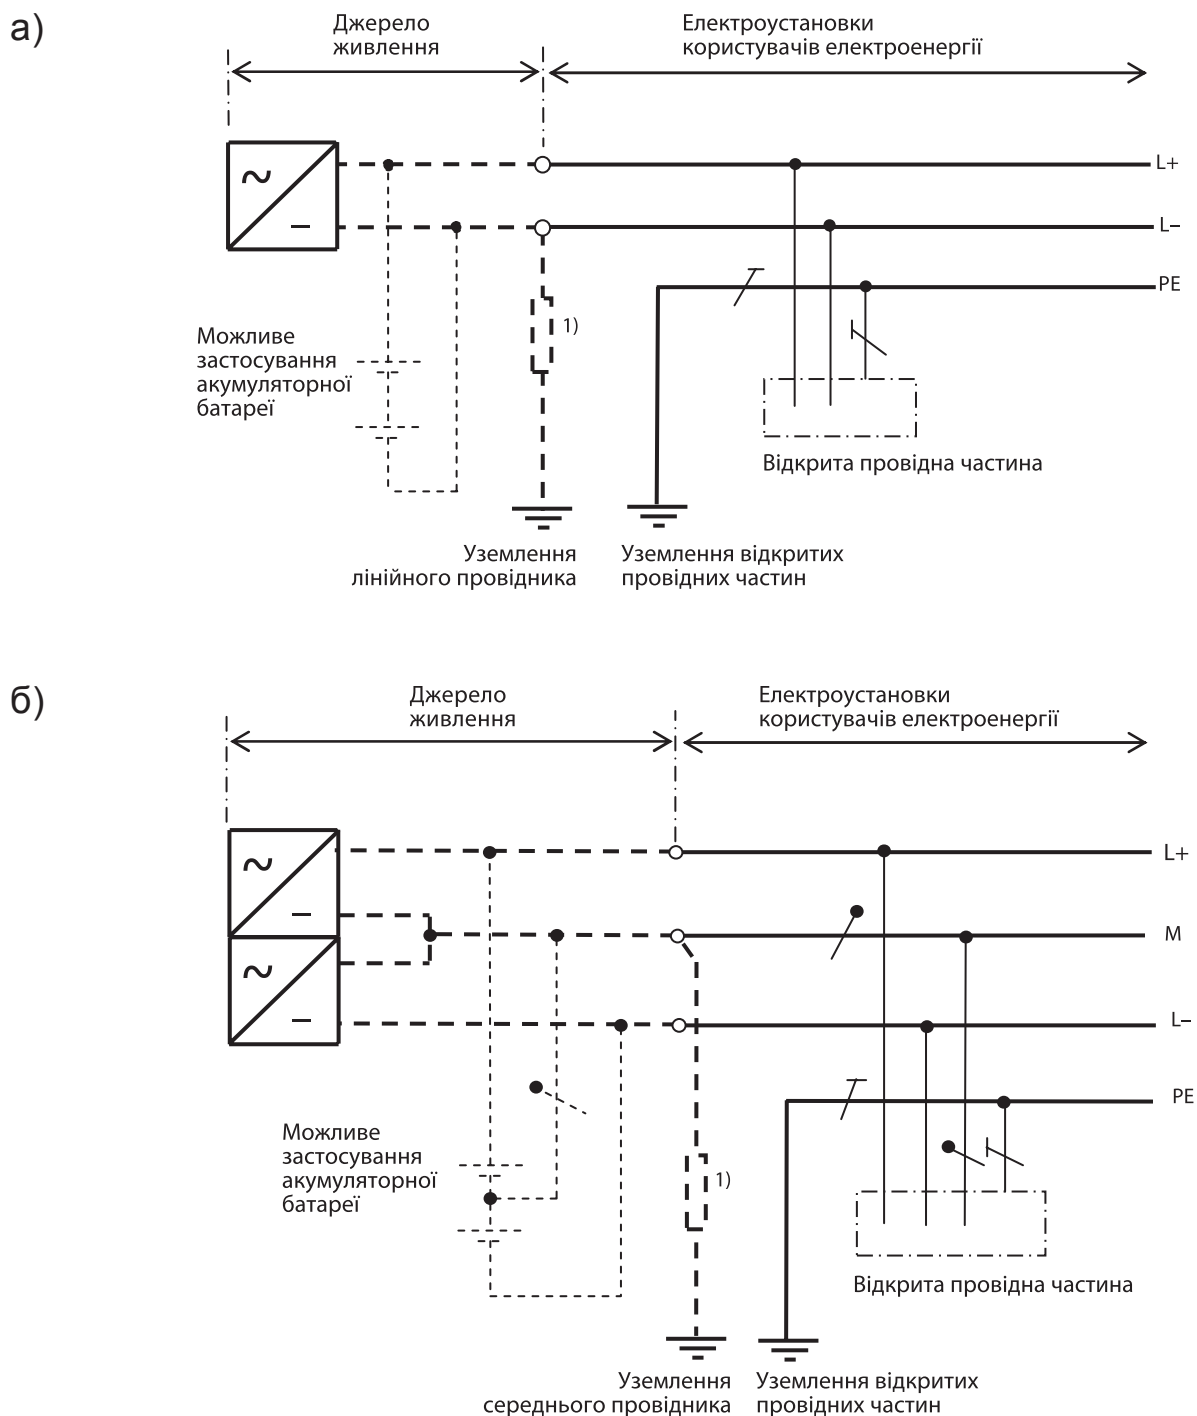 а)
Джерело
живлення
Електроустановки
користувачів електроенергії
~
–
L+
L–
PE
1)
Можливе
застосування
акумуляторної
батареї
Відкрита провідна частина
Уземлення
лінійного провідника
Уземлення відкритих
провідних частин
б)
Джерело
живлення
Електроустановки
користувачів електроенергії
~
–
~
–
L+
M
L–
PE
Можливе
застосування
акумуляторної
батареї
1)
Відкрита провідна частина
Уземлення
середнього провідника
Уземлення відкритих
провідних частин